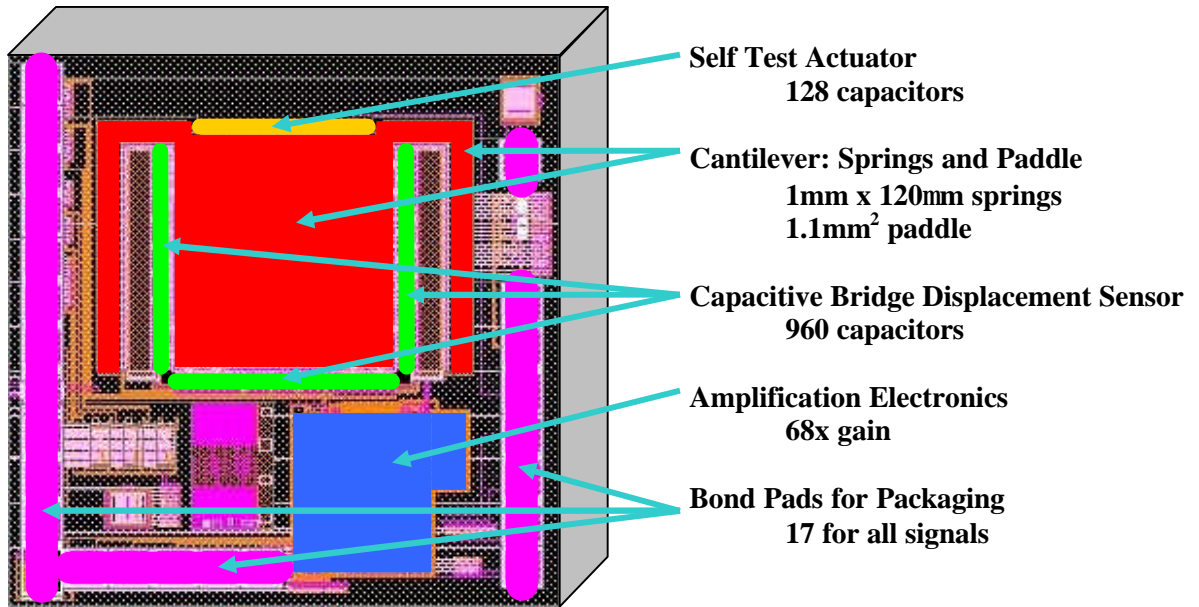 Self Test Actuator
128 capacitors
Cantilever: Springs and Paddle
1mm x 120mm springs
1.1mm² paddle
Capacitive Bridge Displacement Sensor
960 capacitors
Amplification Electronics
68x gain
Bond Pads for Packaging
17 for all signals